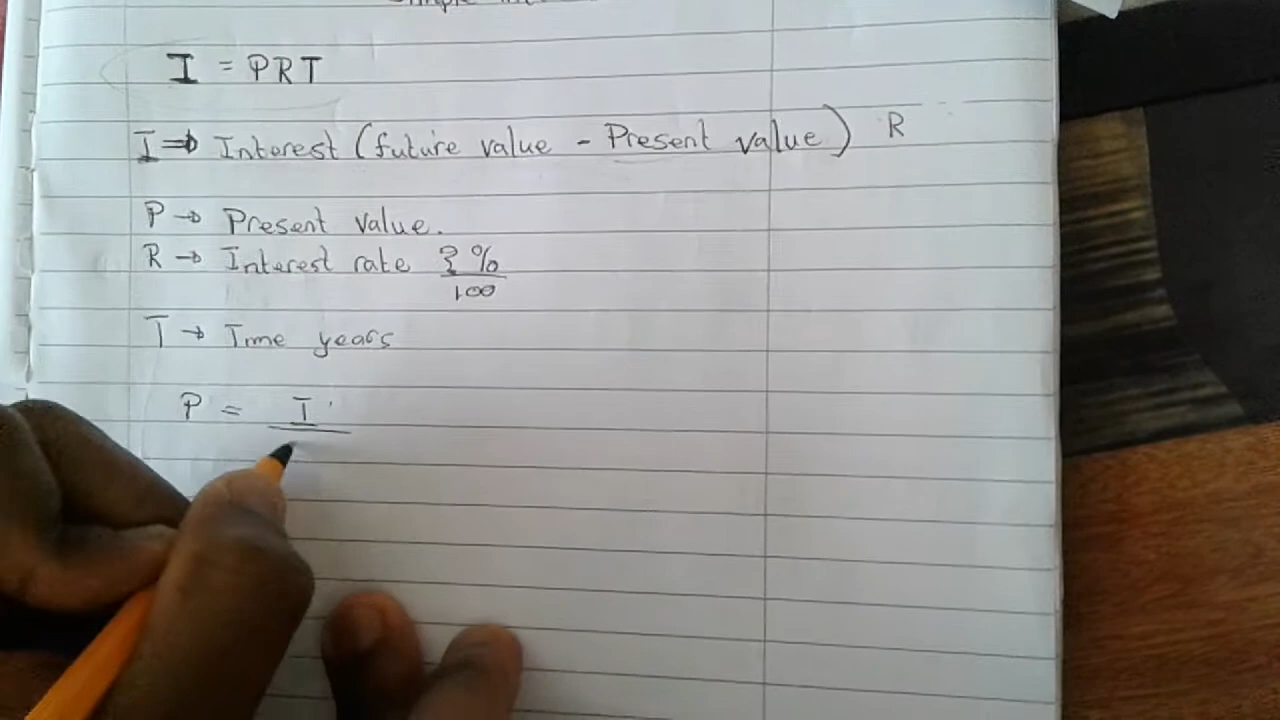 I = PRT
I ⇒ Interest (future value - Present value) R
P → Present value.
R → Interest rate %
100
T → Time years
P = I